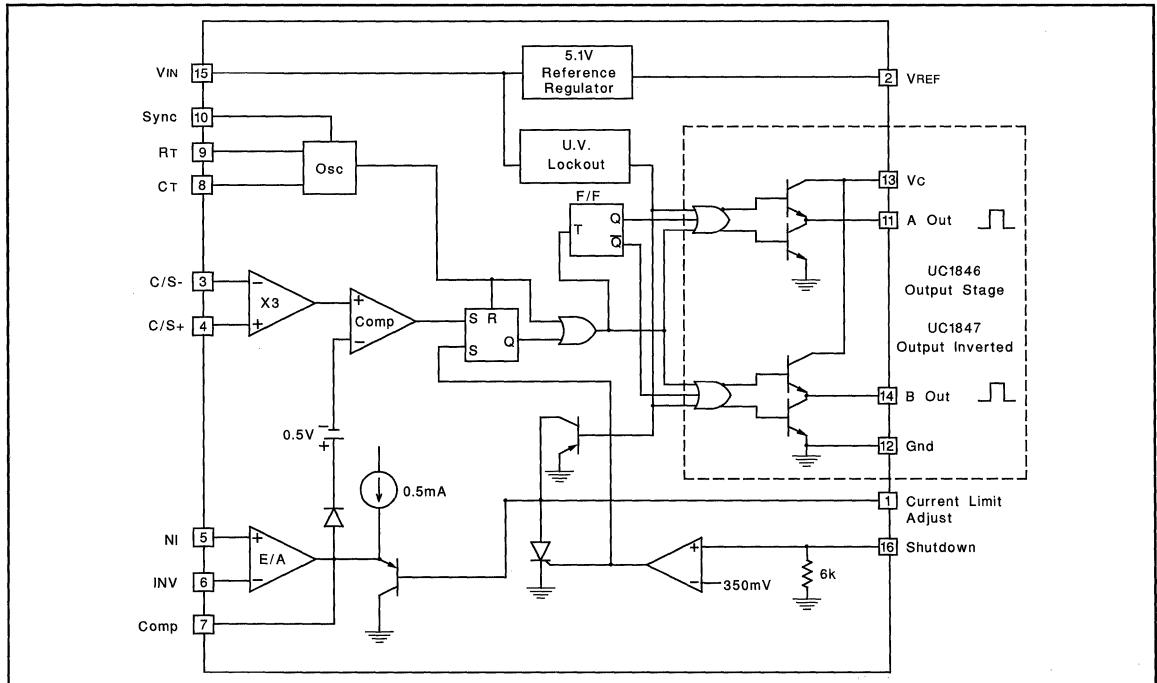 5.1V
Reference
Regulator
VIN
15
2
VREF
Sync
10
RT
9
CT
8
Osc
U.V.
Lockout
F/F
T
Q
Q̅
13
VC
11
A Out
UC1846
Output Stage
UC1847
Output Inverted
C/S-
3
C/S+
4
-
X3
+
+
Comp
-
S R
Q
S
14
B Out
12
Gnd
0.5V
-
+
0.5mA
1
Current Limit
Adjust
16
Shutdown
NI
5
INV
6
Comp
7
+
E/A
-
+
-
350mV
6k